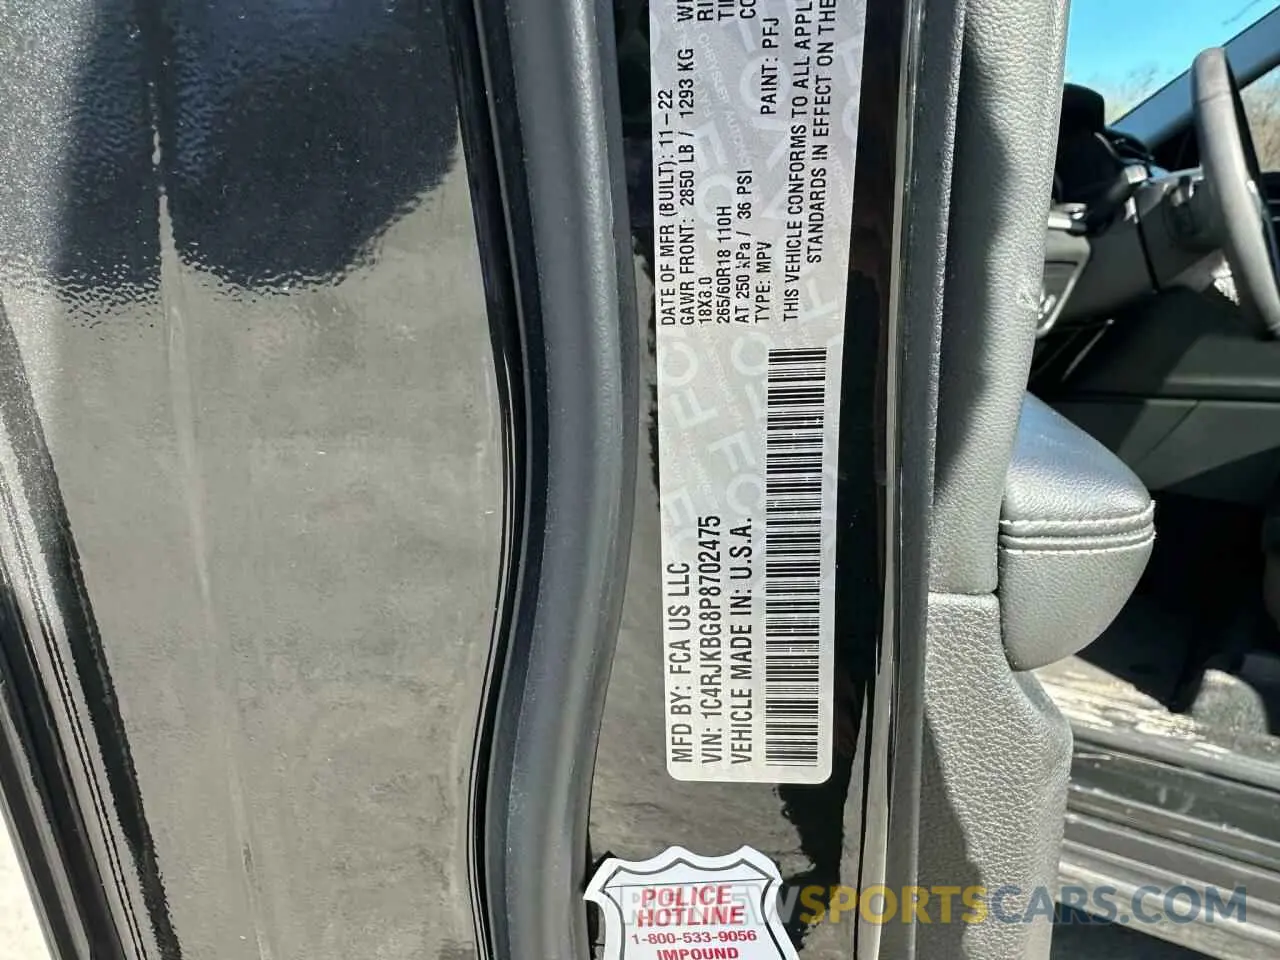 MFD BY: FCA US LLC
DATE OF MFR (BUILT): 11-22
GAWR FRONT: 2850 LB / 1293 KG
VIN: 1C4RJKBG8P8702475
18X8.0
265/60R18 110H
VEHICLE MADE IN: U.S.A.
AT 250 kPa / 36 PSI
TYPE: MPV
PAINT: PFJ
THIS VEHICLE CONFORMS TO ALL
STANDARDS IN EFFECT ON THE
POLICE
HOTLINE
1-800-533-9056
IMPOUND
REVIEWSPORTSCARS.COM